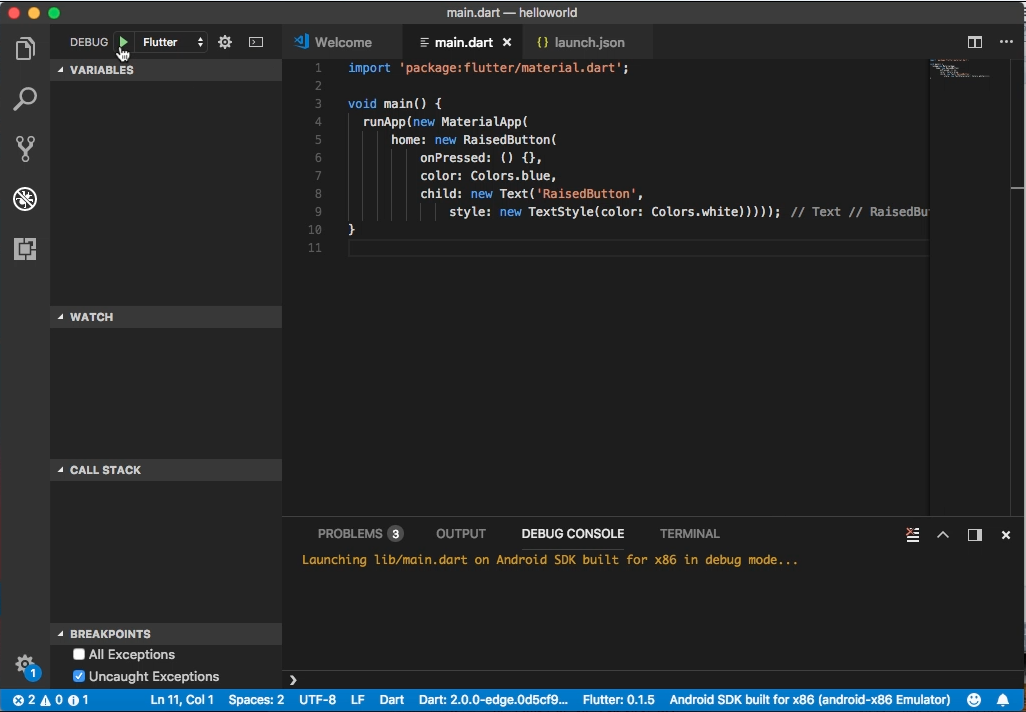 main.dart — helloworld
DEBUG Flutter
Welcome main.dart launch.json
VARIABLES
WATCH
CALL STACK
BREAKPOINTS
All Exceptions
Uncaught Exceptions
1 import 'package:flutter/material.dart';
2
3 void main() {
4 runApp(new MaterialApp(
5 home: new RaisedButton(
6 onPressed: () {},
7 color: Colors.blue,
8 child: new Text('RaisedButton',
9 style: new TextStyle(color: Colors.white))))); // Text // RaisedBu
10 }
11
PROBLEMS 3 OUTPUT DEBUG CONSOLE TERMINAL
Launching lib/main.dart on Android SDK built for x86 in debug mode...
1
2 0 1 Ln 11, Col 1 Spaces: 2 UTF-8 LF Dart Dart: 2.0.0-edge.0d5cf9... Flutter: 0.1.5 Android SDK built for x86 (android-x86 Emulator)